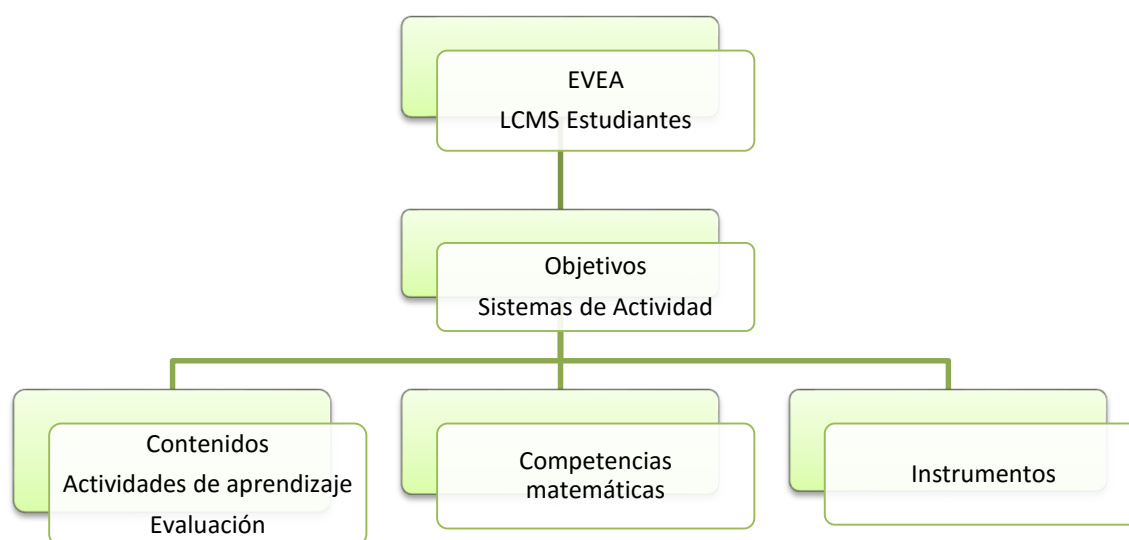 EVEA
LCMS Estudiantes
Objetivos
Sistemas de Actividad
Contenidos
Actividades de aprendizaje
Evaluación
Competencias
matemáticas
Instrumentos